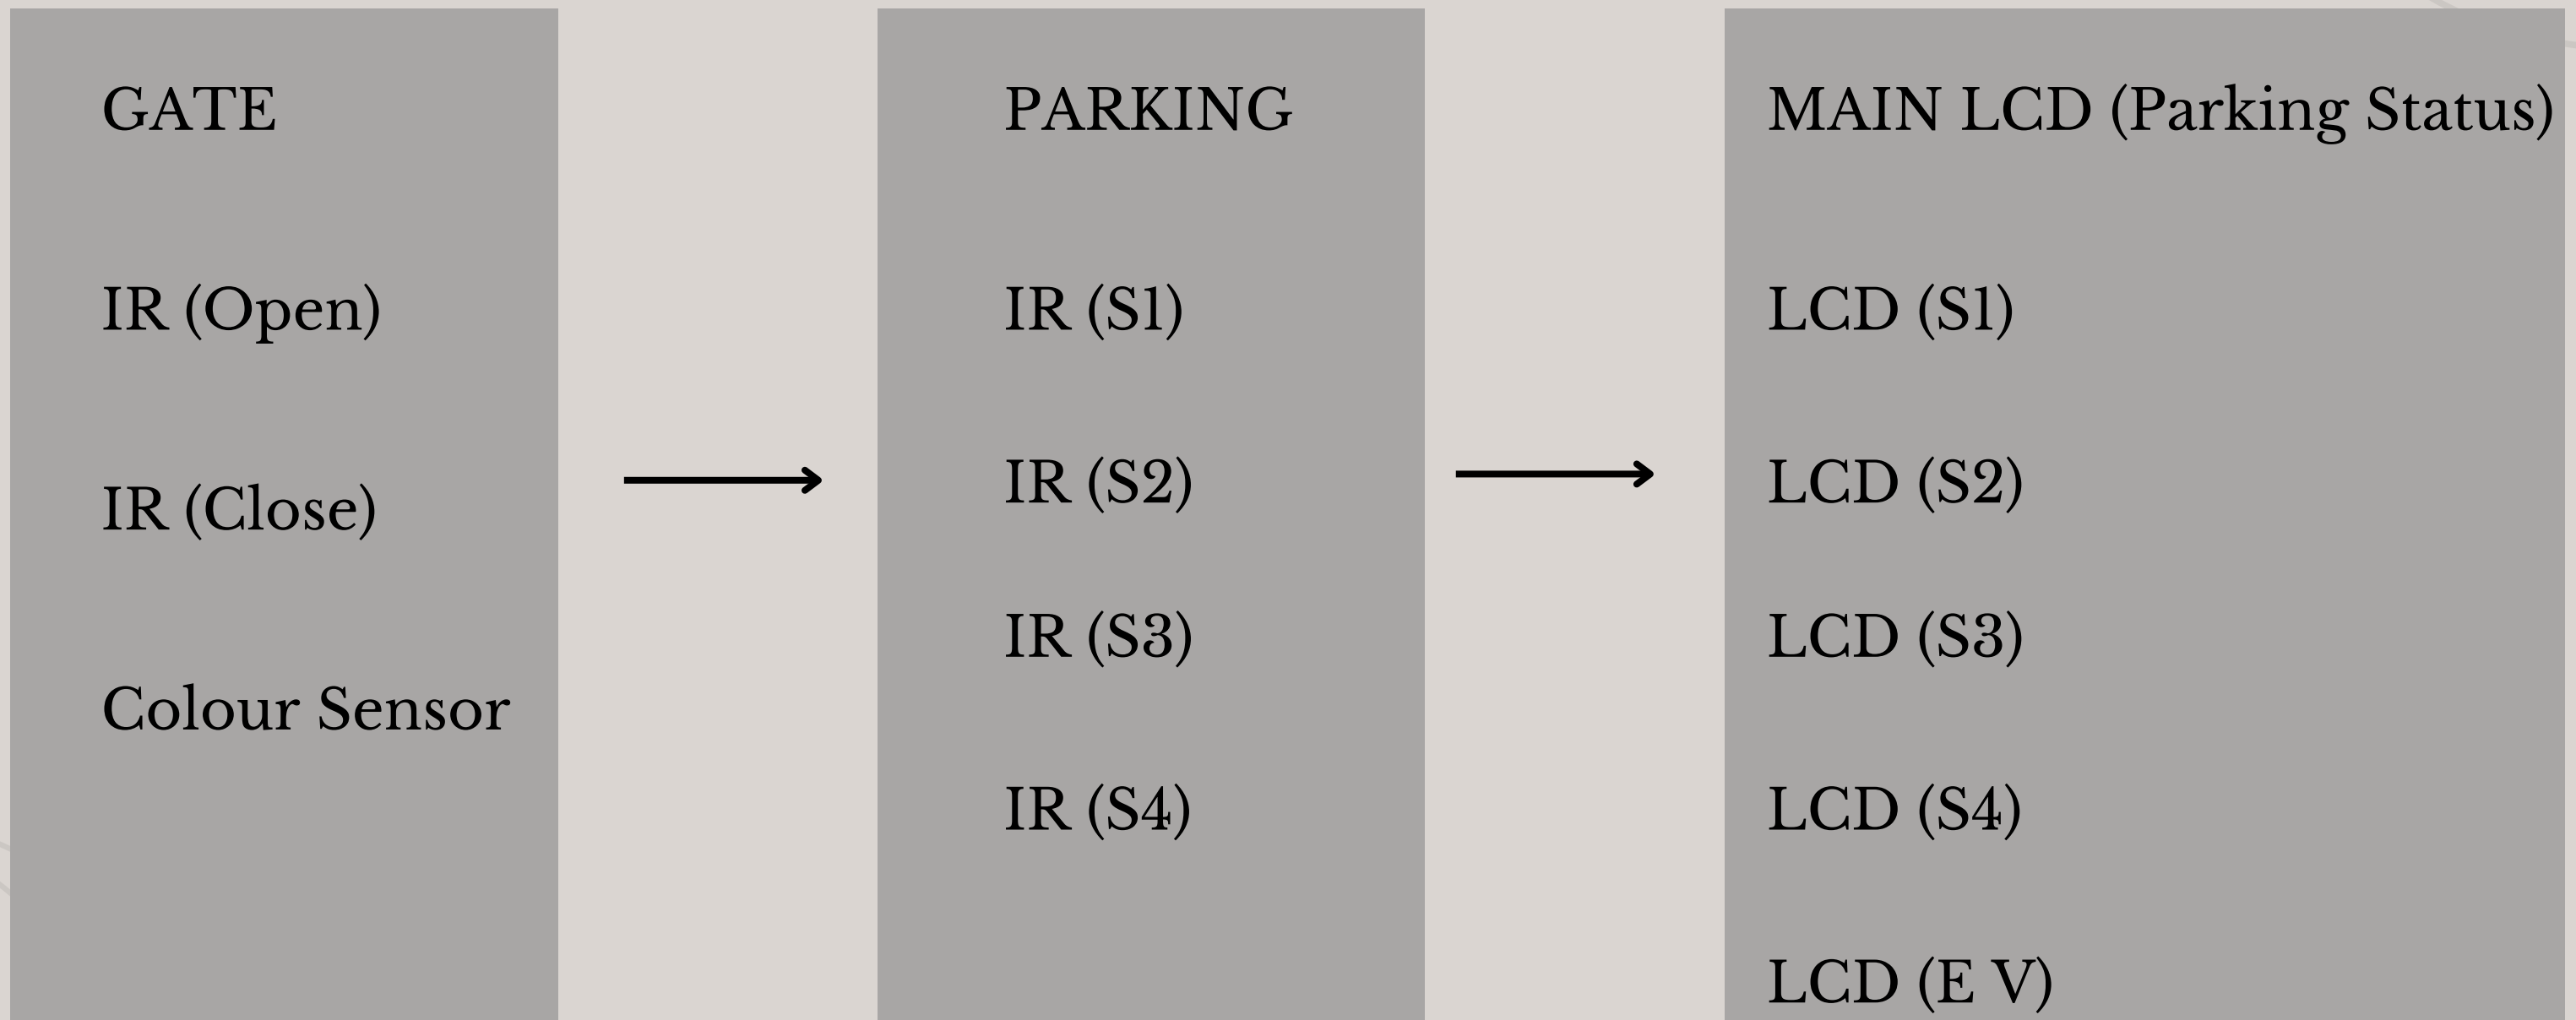 GATE
IR (Open)
IR (Close)
Colour Sensor
PARKING
IR (S1)
IR (S2)
IR (S3)
IR (S4)
MAIN LCD (Parking Status)
LCD (S1)
LCD (S2)
LCD (S3)
LCD (S4)
LCD (E V)